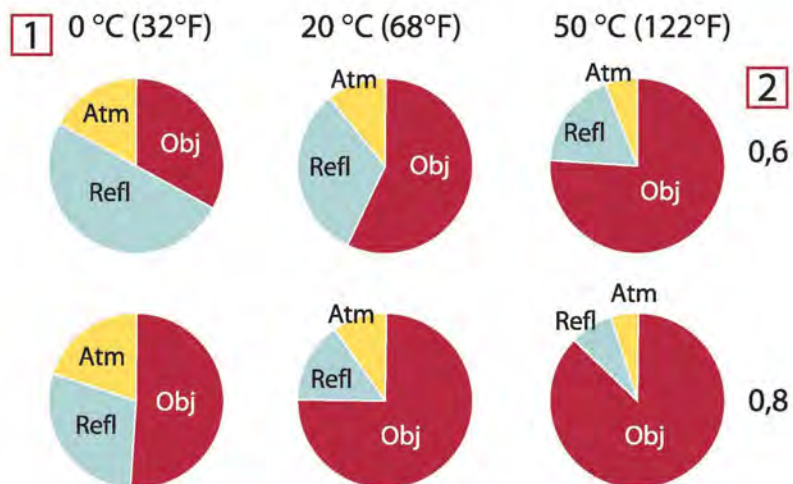 1 0 °C (32°F) 20 °C (68°F) 50 °C (122°F)
2
Atm Obj Refl
Atm Refl Obj
Atm Refl Obj
0,6
Atm Obj Refl
Atm Refl Obj
Atm Refl Obj
0,8